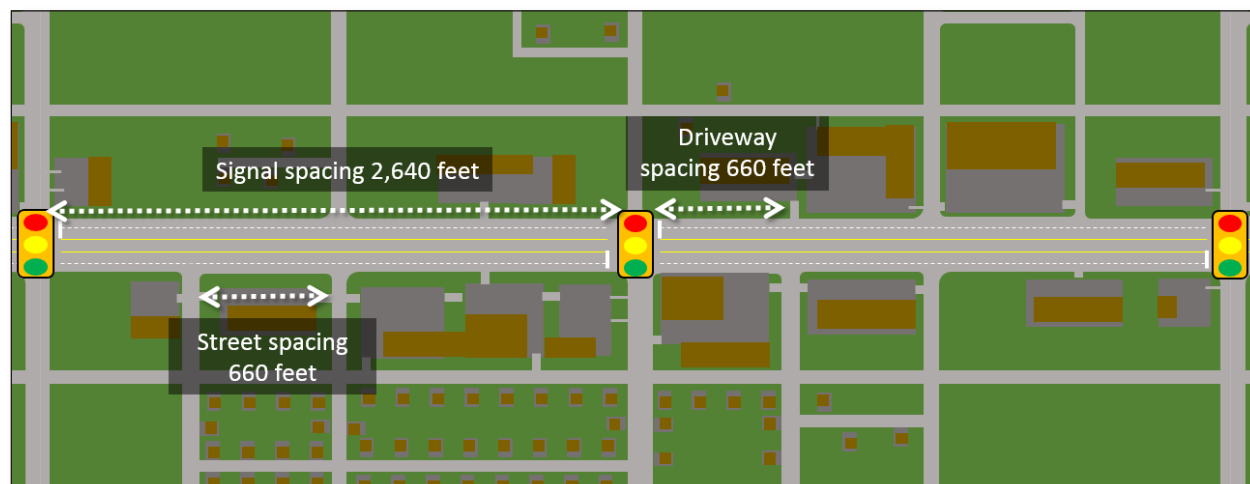 Signal spacing 2,640 feet
Driveway
spacing 660 feet
Street spacing
660 feet